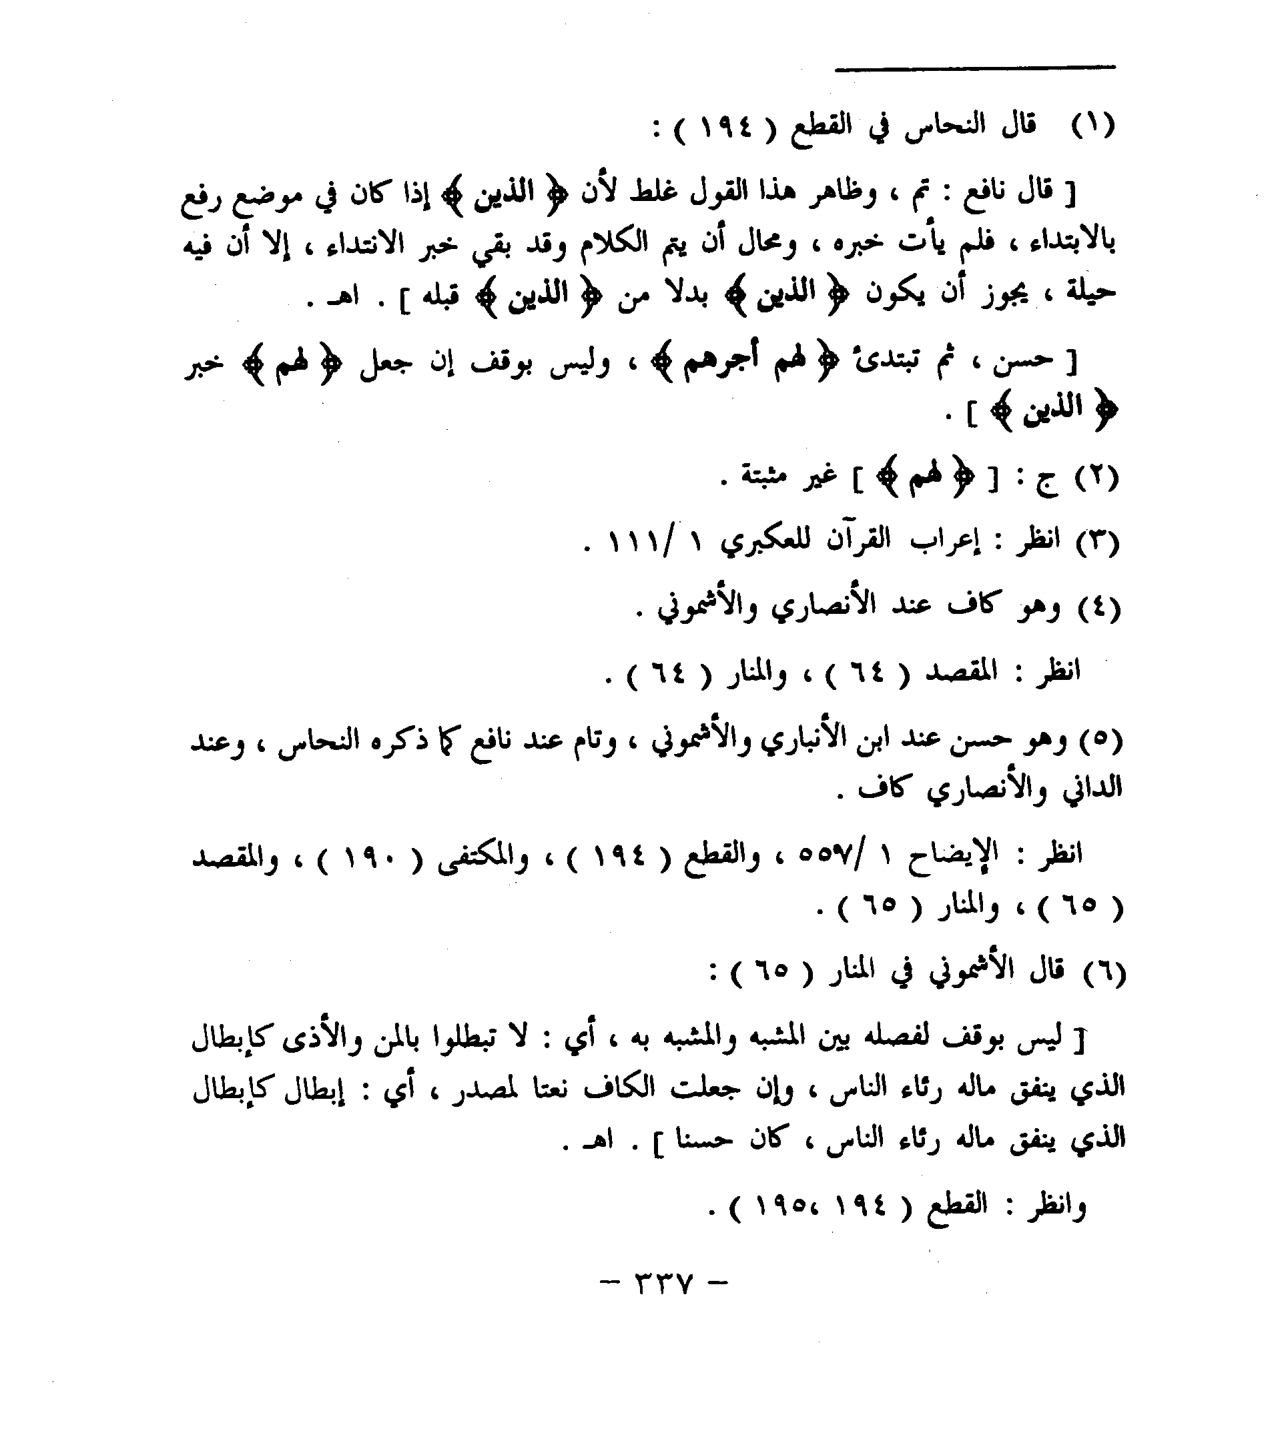 (١) قال النحاس في القطع ( ١٩٤ ) :
[ قال نافع : تم ، وظاهر هذا القول غلط لأن ﴿ الذين ﴾ إذا كان في موضع رفع
بالابتداء ، فلم يأت خبره ، ومحال أن يتم الكلام وقد بقي خبر الانتداء ، إلا أن فيه
حيلة ، يجوز أن يكون ﴿ الذين ﴾ بدلا من ﴿ الذين ﴾ قبله ] . اهـ .
[ حسن ، ثم تبتدئ ﴿ لهم أجرهم ﴾ ، وليس بوقف إن جعل ﴿ لهم ﴾ خبر
﴿ الذين ﴾ ] .
(٢) ج : [ ﴿ لهم ﴾ ] غير مثبتة .
(٣) انظر : إعراب القرآن للعكبري ١ /١١١ .
(٤) وهو كاف عند الأنصاري والأشموني .
انظر : المقصد ( ٦٤ ) ، والمنار ( ٦٤ ) .
(٥) وهو حسن عند ابن الأنباري والأشموني ، وتام عند نافع كما ذكره النحاس ، وعند
الداني والأنصاري كاف .
انظر : الإيضاح ١ /٥٥٧ ، والقطع ( ١٩٤ ) ، والمكتفى ( ١٩٠ ) ، والمقصد
( ٦٥ ) ، والمنار ( ٦٥ ) .
(٦) قال الأشموني في المنار ( ٦٥ ) :
[ ليس بوقف لفصله بين المشبه والمشبه به ، أي : لا تبطلوا بالمن والأذى كإبطال
الذي ينفق ماله رئاء الناس ، وإن جعلت الكاف نعتا لمصدر ، أي : إبطال كإبطال
الذي ينفق ماله رئاء الناس ، كان حسنا ] . اهـ .
وانظر : القطع ( ١٩٤ ،١٩٥ ) .
– ٣٣٧ –